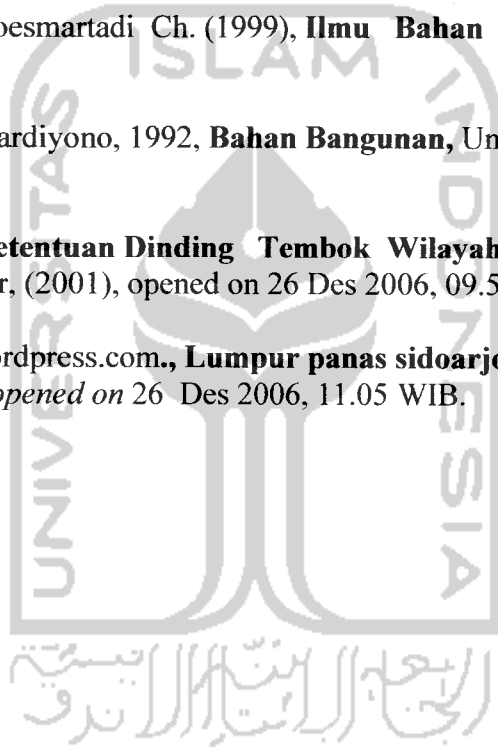 oesmartadi Ch. (1999), Ilmu Bahan
ISLAM
ardiyono, 1992, Bahan Bangunan, Un
etentuan Dinding Tembok Wilayah
r, (2001), opened on 26 Des 2006, 09.5
ordpress.com., Lumpur panas sidoarjo
opened on 26 Des 2006, 11.05 WIB.
UNIVERSITAS
INDONESIA